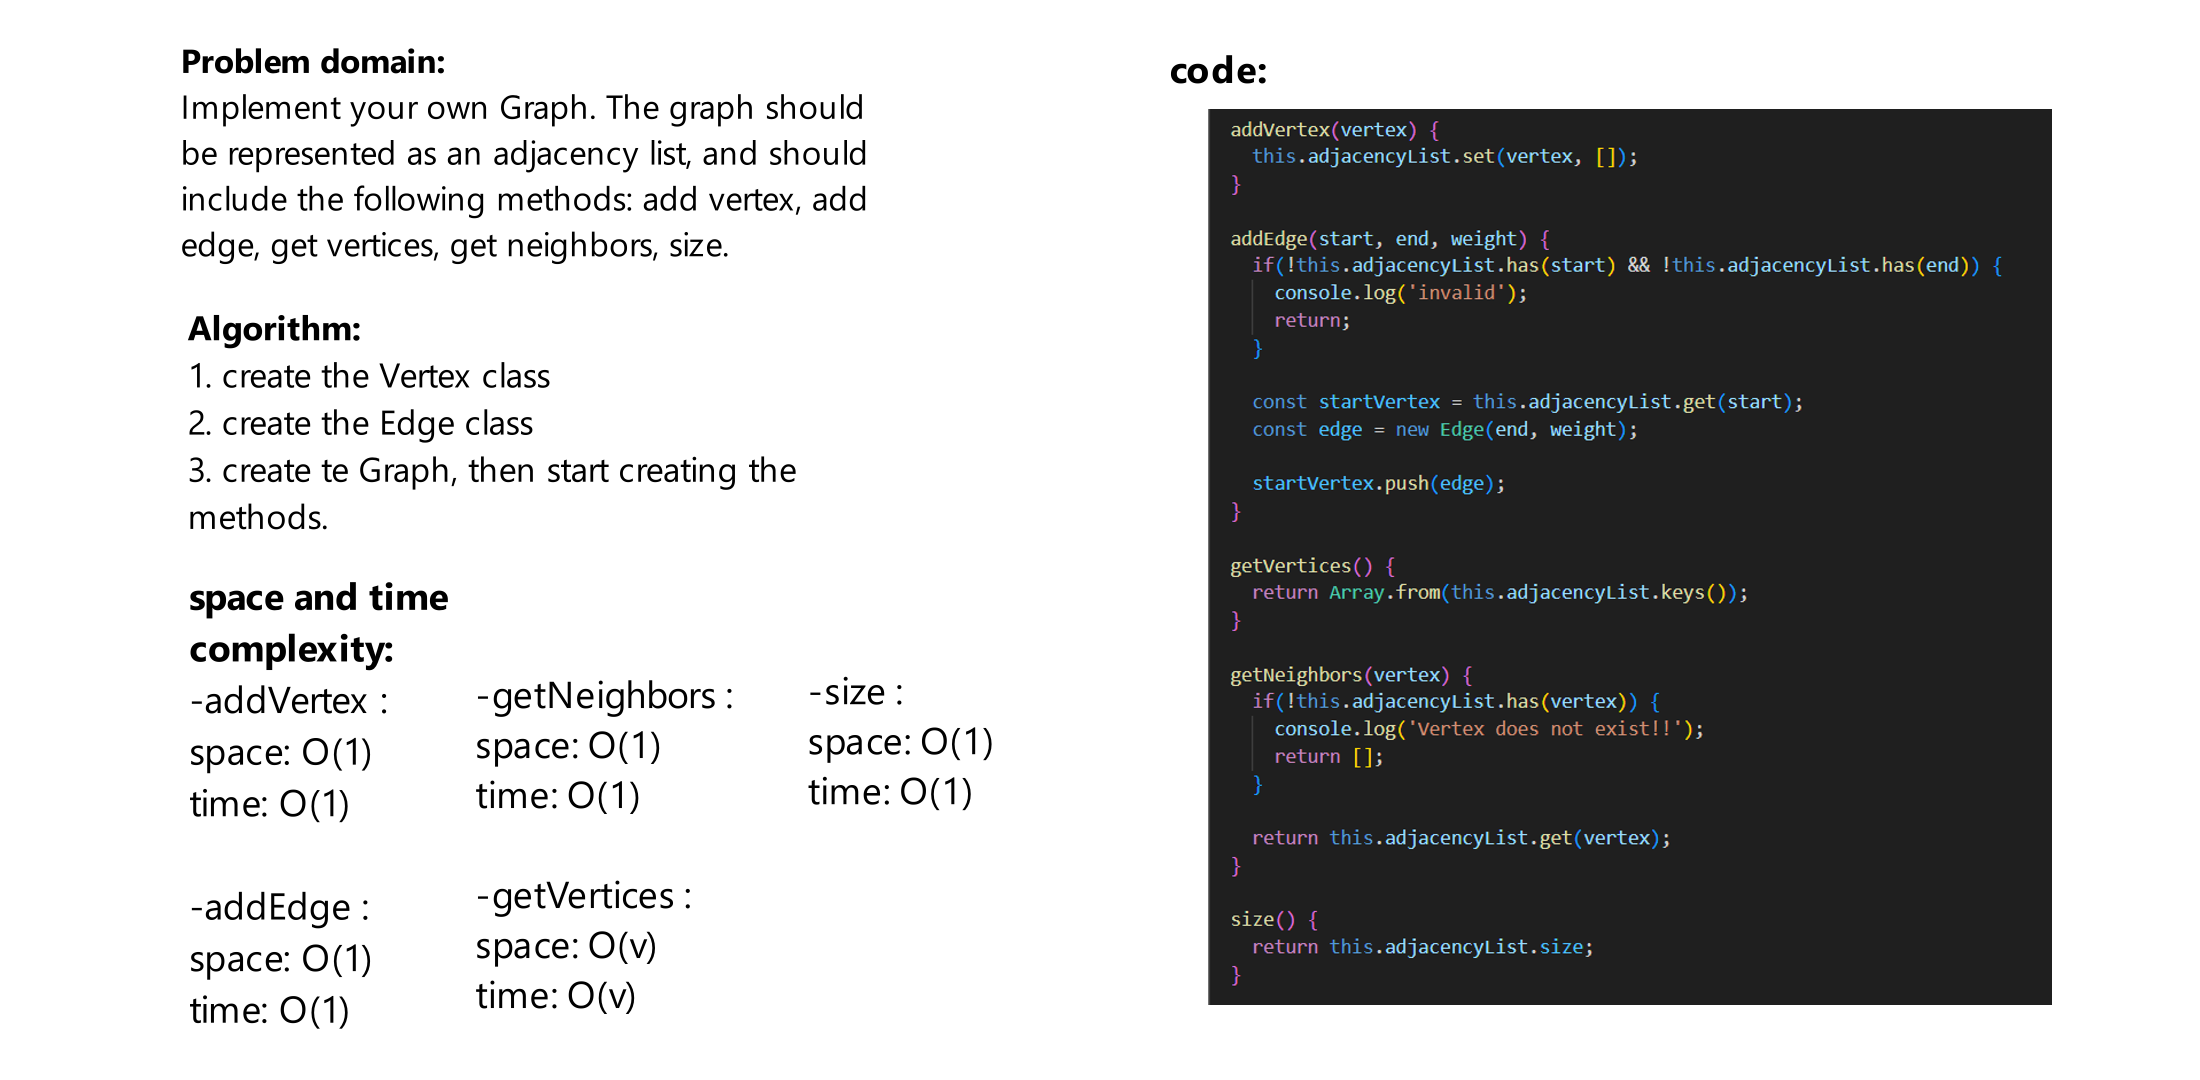 Problem domain:
Implement your own Graph. The graph should
be represented as an adjacency list, and should
include the following methods: add vertex, add
edge, get vertices, get neighbors, size.
Algorithm:
1. create the Vertex class
2. create the Edge class
3. create te Graph, then start creating the
methods.
space and time
complexity:
-addVertex :
space: O(1)
time: O(1)
-addEdge :
space: O(1)
time: O(1)
-getNeighbors :
space: O(1)
time: O(1)
-getVertices :
space: O(v)
time: O(v)
-size :
space: O(1)
time: O(1)
code:
addVertex(vertex) {
  this.adjacencyList.set(vertex, []);
}
addEdge(start, end, weight) {
  if(!this.adjacencyList.has(start) && !this.adjacencyList.has(end)) {
    console.log('invalid');
    return;
  }
  const startVertex = this.adjacencyList.get(start);
  const edge = new Edge(end, weight);
  startVertex.push(edge);
}
getVertices() {
  return Array.from(this.adjacencyList.keys());
}
getNeighbors(vertex) {
  if(!this.adjacencyList.has(vertex)) {
    console.log('Vertex does not exist!!');
    return [];
  }
  return this.adjacencyList.get(vertex);
}
size() {
  return this.adjacencyList.size;
}